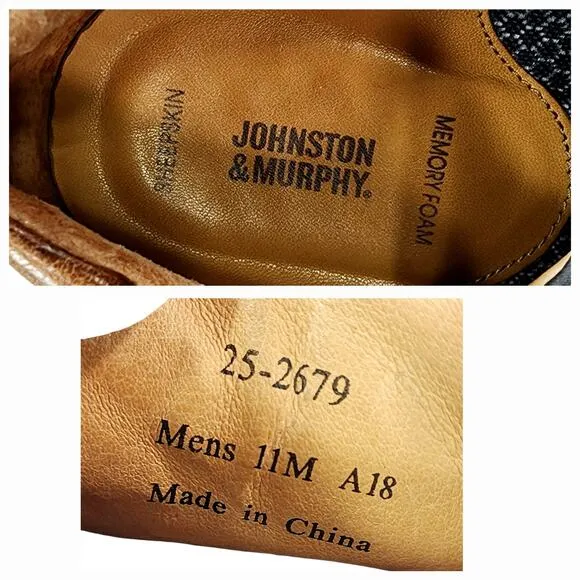 SHEEPSKIN
JOHNSTON
&MURPHY®
MEMORY FOAM
25-2679
Mens 11M A18
Made in China